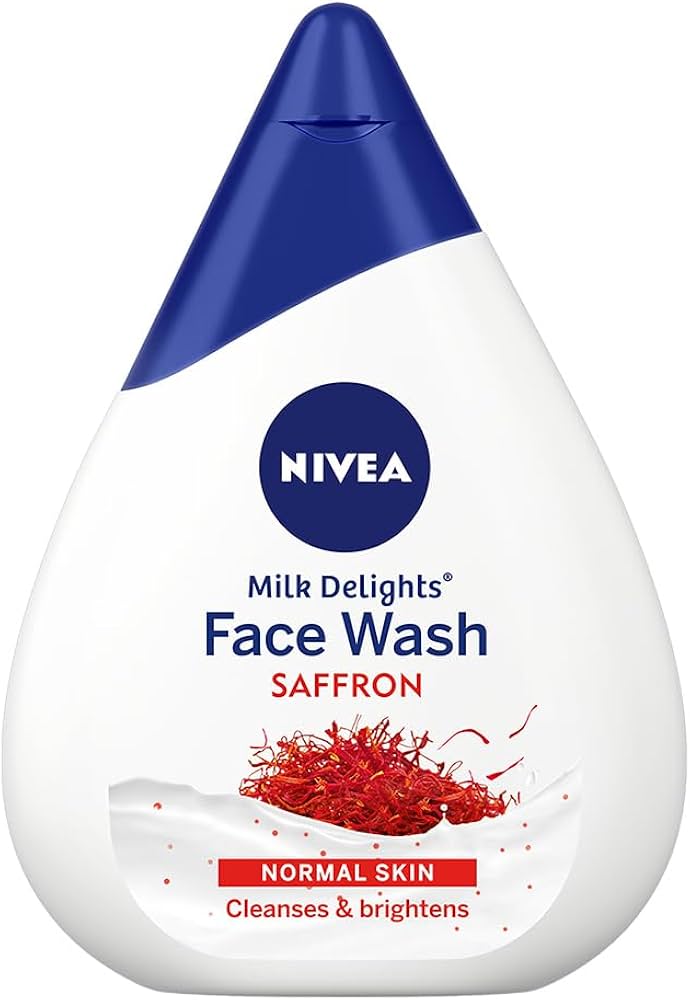 NIVEA
Milk Delights®
Face Wash
SAFFRON
NORMAL SKIN
Cleanses & brightens